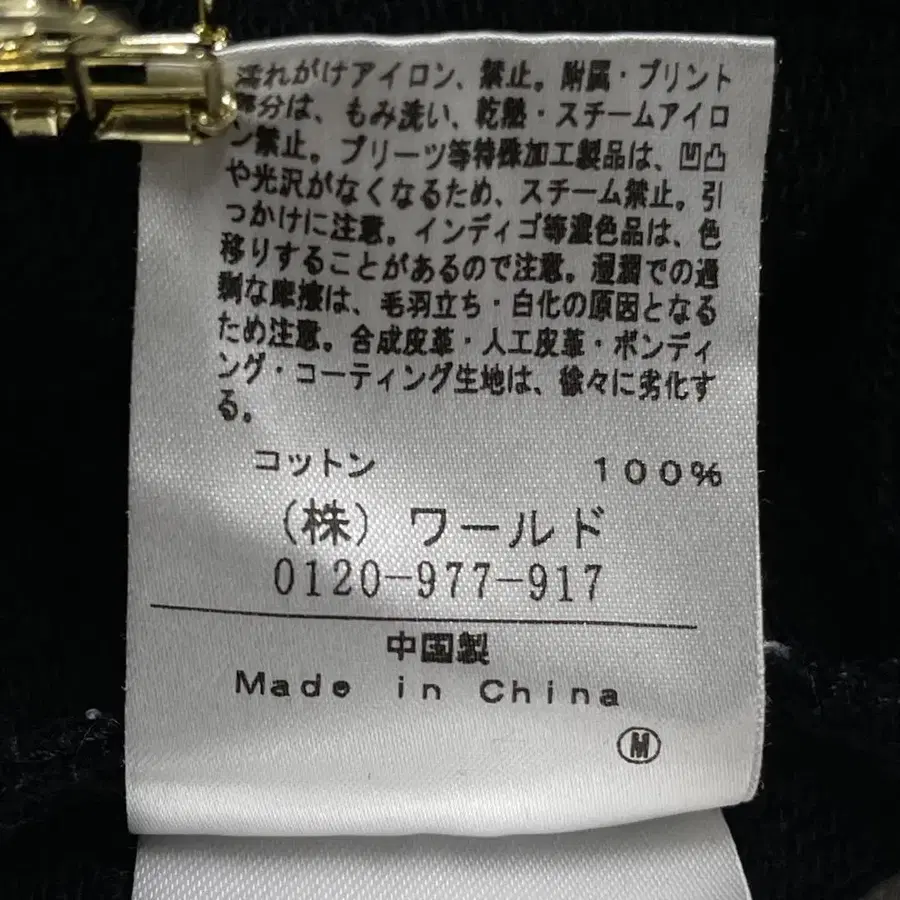 濡れがけアイロン、禁止。附属・プリント
部分は、もみ洗い、乾熱・スチームアイロ
ン禁止。プリーツ等特殊加工製品は、凹凸
や光沢がなくなるため、スチーム禁止。引
っかけに注意。インディゴ等濃色品は、色
移りすることがあるので注意。湿潤での過
剰な摩擦は、毛羽立ち・白化の原因となる
ため注意。合成皮革・人工皮革・ボンディ
ング・コーティング生地は、徐々に劣化す
る。
コットン 100%
(株) ワールド
0120-977-917
中国製
Made in China
Ⓜ